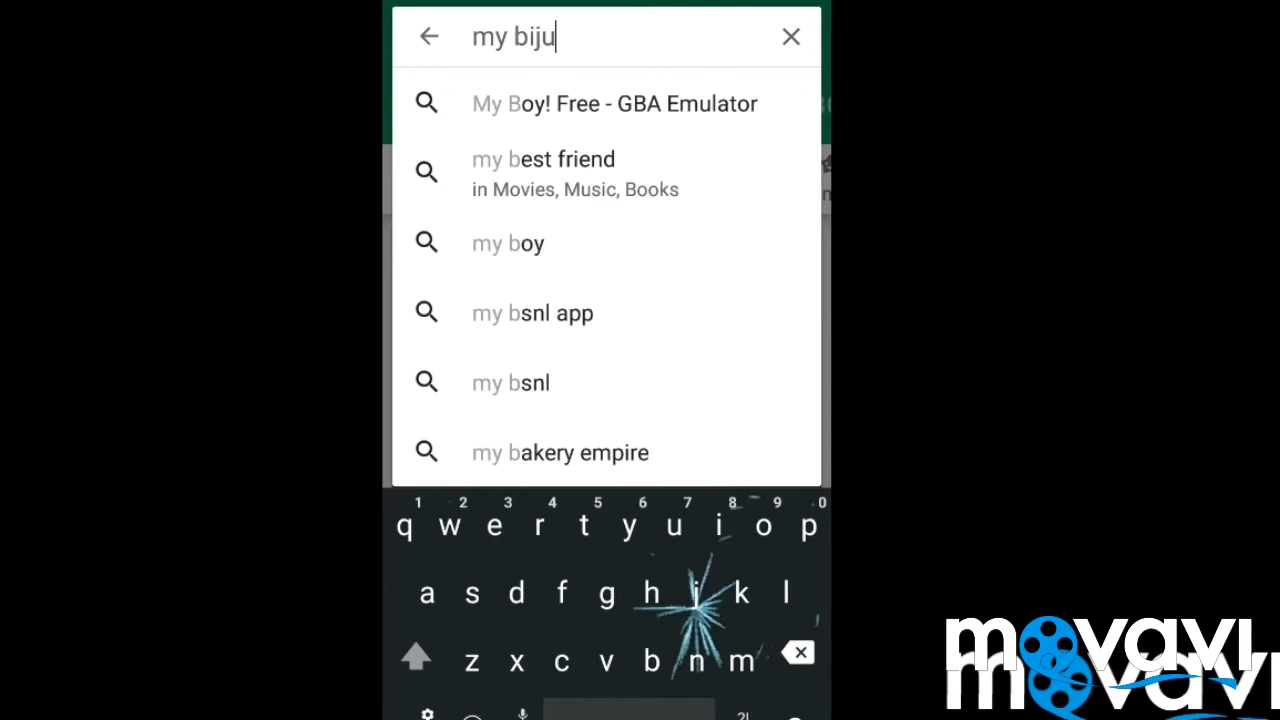 my biju
My Boy! Free - GBA Emulator
my best friend
in Movies, Music, Books
my boy
my bsnl app
my bsnl
my bakery empire
1 2 3 4 5 6 7 8 9 0
q w e r t y u i o p
a s d f g h j k l
z x c v b n m
movavi
movavi